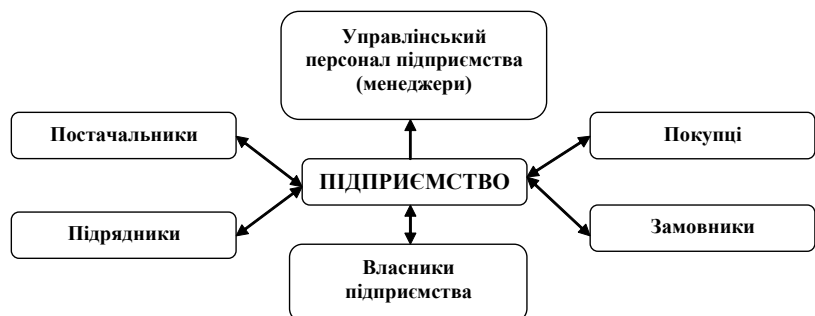 Управлінський
персонал підприємства
(менеджери)
Постачальники
Покупці
ПІДПРИЄМСТВО
Підрядники
Замовники
Власники
підприємства